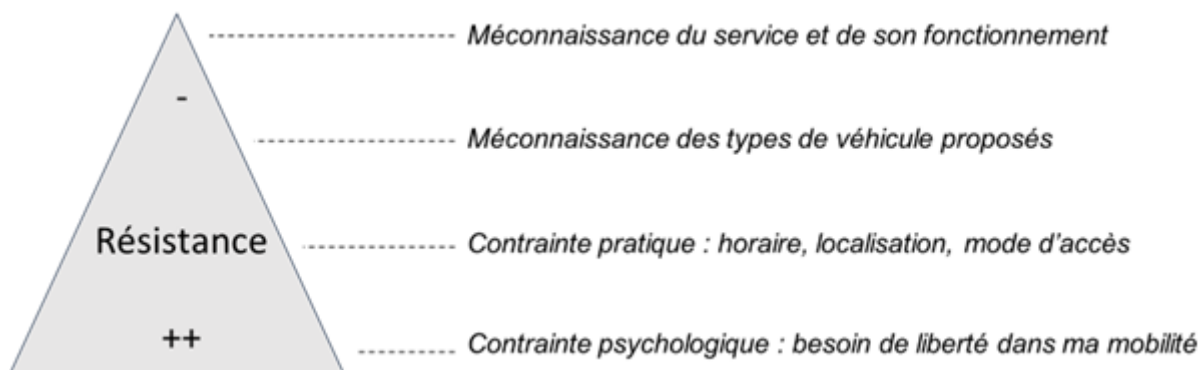 Méconnaissance du service et de son fonctionnement
-
Méconnaissance des types de véhicule proposés
Résistance
Contrainte pratique : horaire, localisation, mode d'accès
++
Contrainte psychologique : besoin de liberté dans ma mobilité